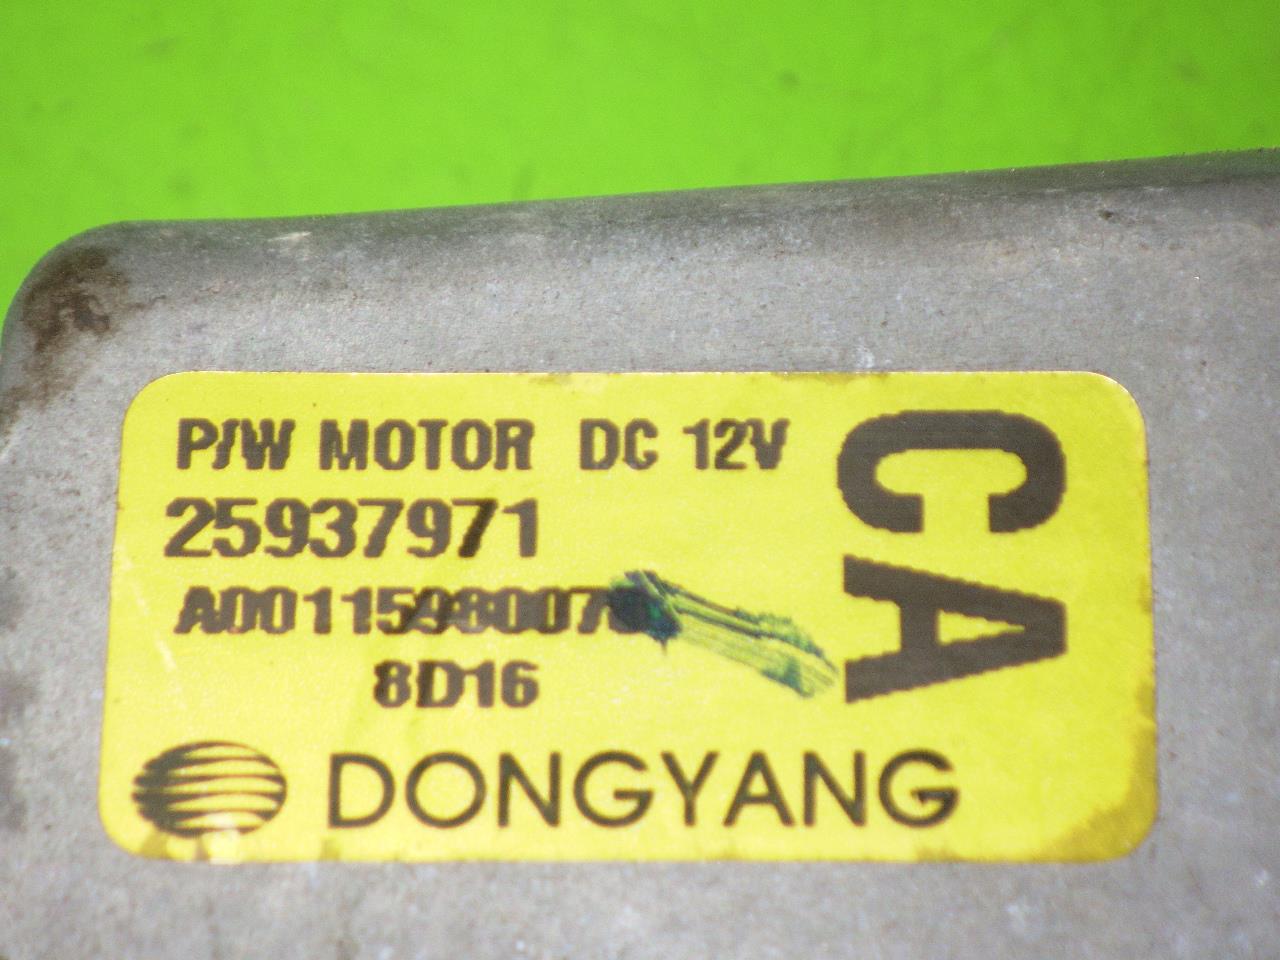 P/W MOTOR DC 12V
25937971
8D16
DONGYANG
CA